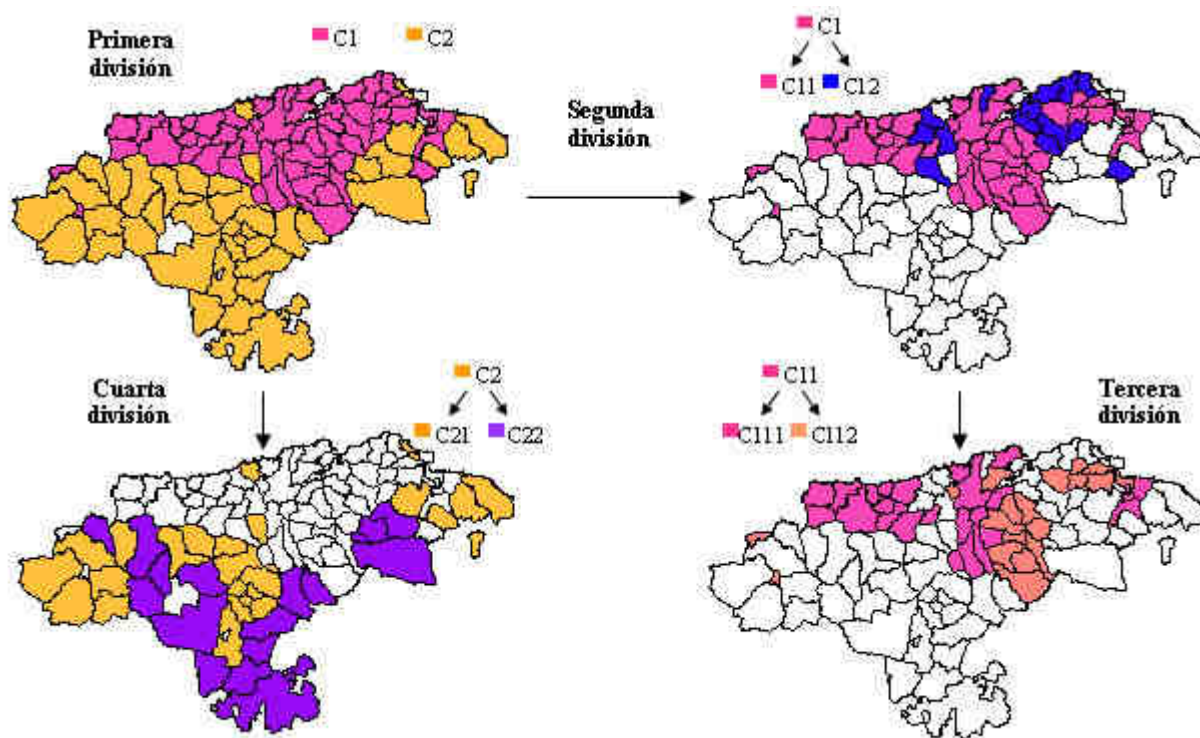 Primera
división
C1 C2
C1
C11 C12
Segunda
división
Cuarta
división
C2
C21 C22
C11
C111 C112
Tercera
división